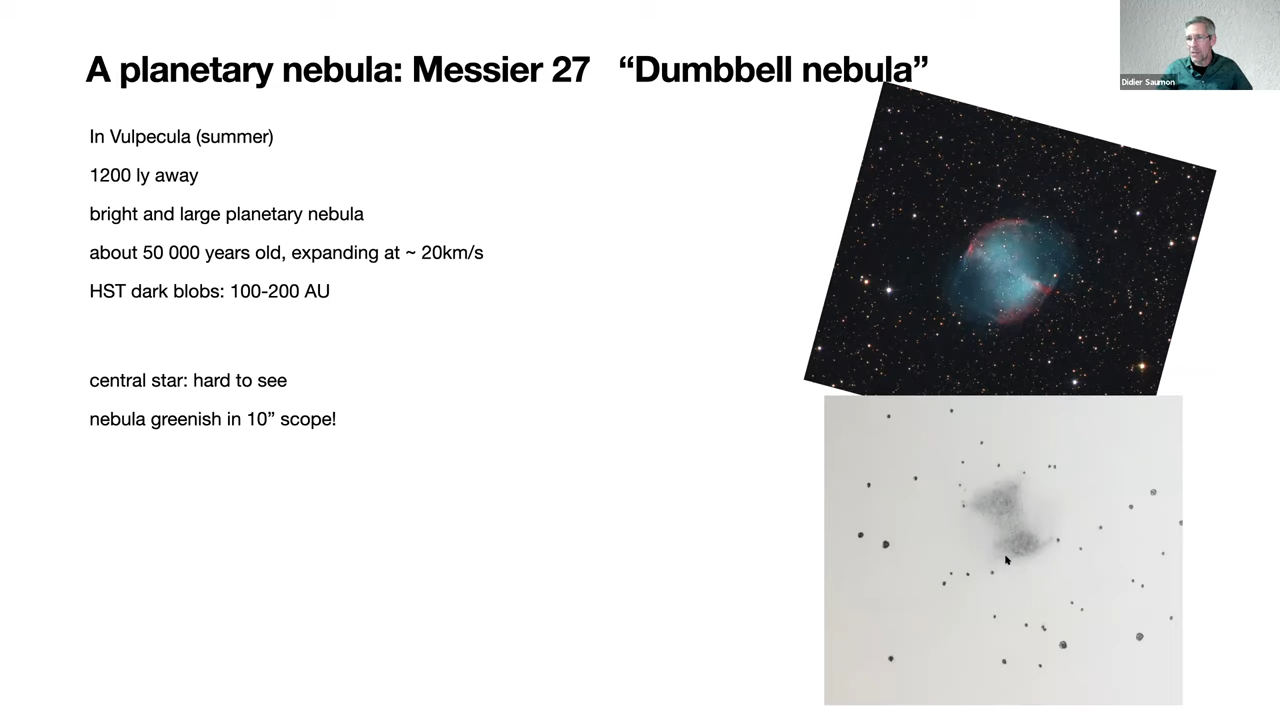 A planetary nebula: Messier 27 “Dumbbell nebula”
Didier Saumon
In Vulpecula (summer)
1200 ly away
bright and large planetary nebula
about 50 000 years old, expanding at ~ 20km/s
HST dark blobs: 100-200 AU
central star: hard to see
nebula greenish in 10” scope!